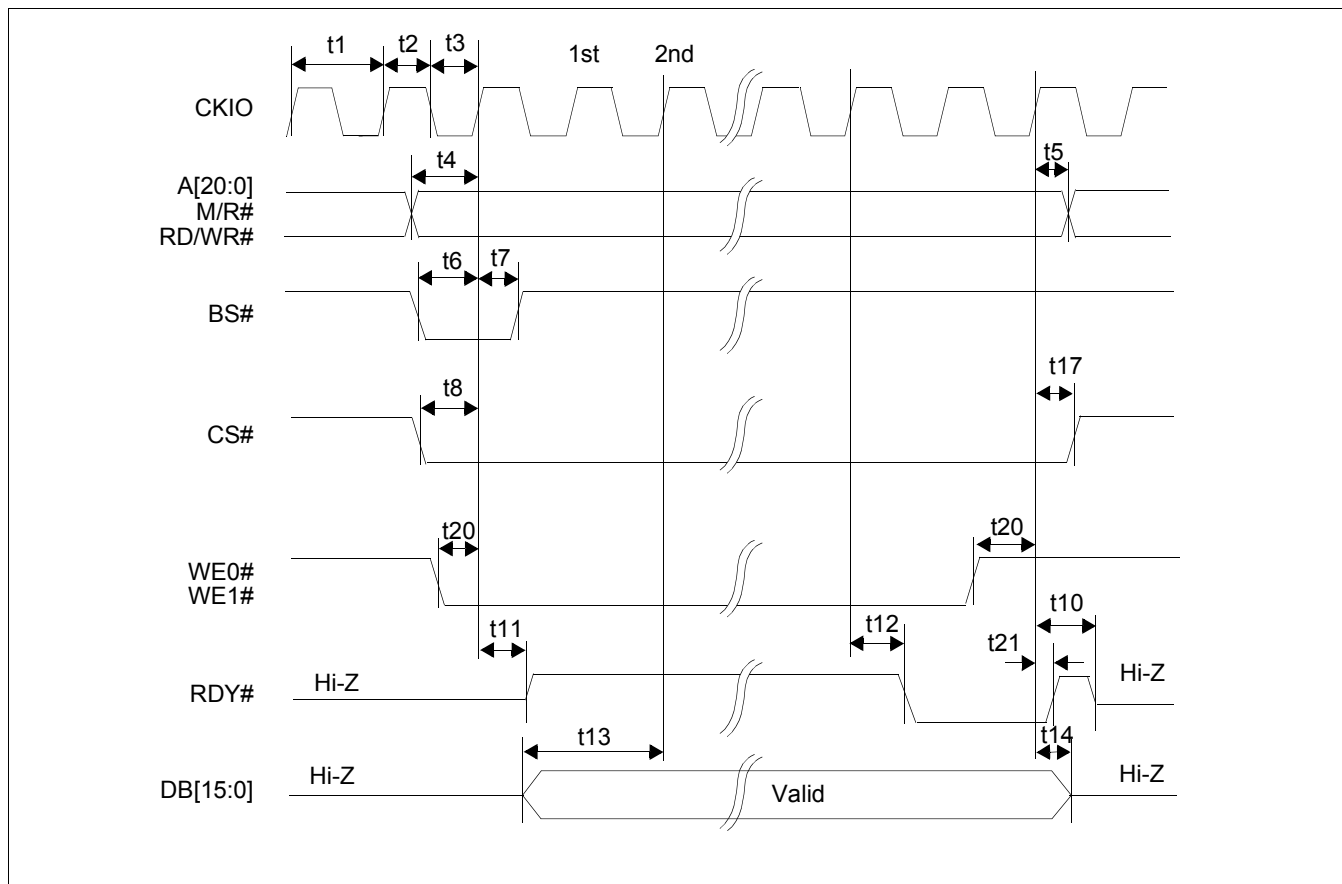 t1
t2
t3
1st
2nd
CKIO
t4
t5
A[20:0]
M/R#
RD/WR#
t6
t7
BS#
t8
t17
CS#
t20
t20
WE0#
WE1#
t11
t12
t21
t10
RDY#
Hi-Z
Hi-Z
t13
t14
DB[15:0]
Hi-Z
Valid
Hi-Z